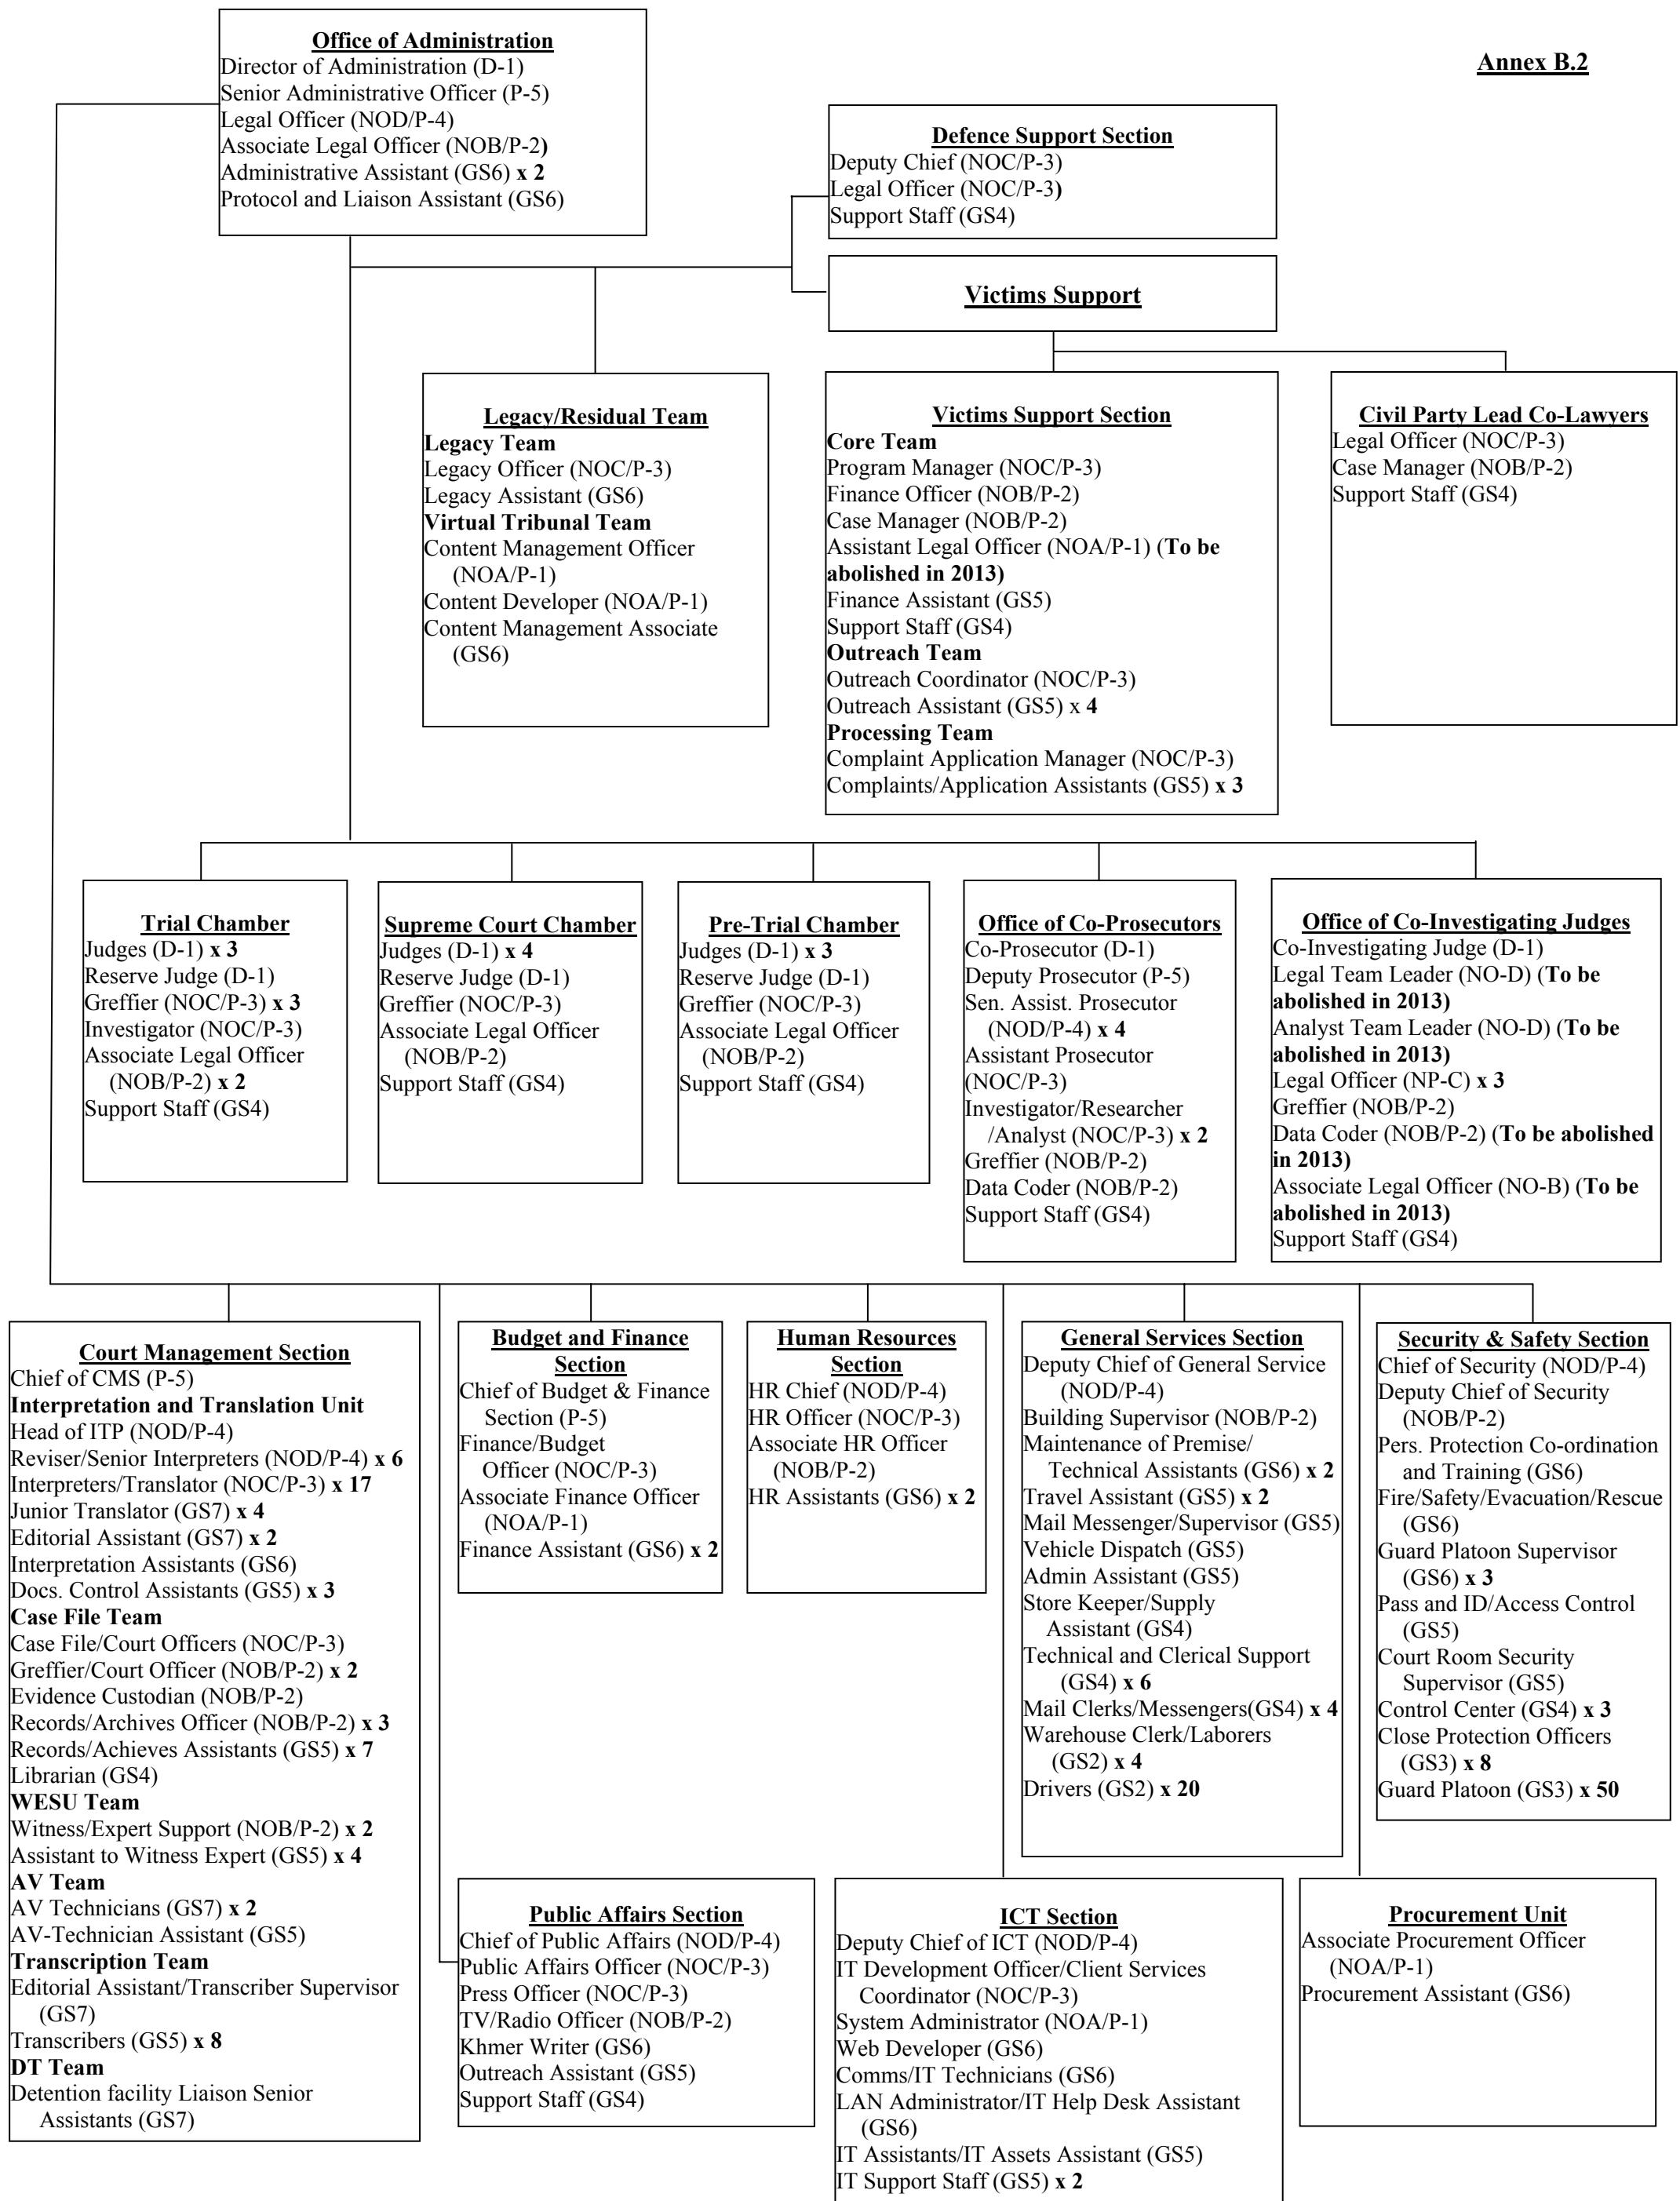 Annex B.2
Office of Administration
Director of Administration (D-1)
Senior Administrative Officer (P-5)
Legal Officer (NOD/P-4)
Associate Legal Officer (NOB/P-2)
Administrative Assistant (GS6) x 2
Protocol and Liaison Assistant (GS6)
Defence Support Section
Deputy Chief (NOC/P-3)
Legal Officer (NOC/P-3)
Support Staff (GS4)
Victims Support
Legacy/Residual Team
Legacy Team
Legacy Officer (NOC/P-3)
Legacy Assistant (GS6)
Virtual Tribunal Team
Content Management Officer
(NOA/P-1)
Content Developer (NOA/P-1)
Content Management Associate
(GS6)
Victims Support Section
Core Team
Program Manager (NOC/P-3)
Finance Officer (NOB/P-2)
Case Manager (NOB/P-2)
Assistant Legal Officer (NOA/P-1) (To be
abolished in 2013)
Finance Assistant (GS5)
Support Staff (GS4)
Outreach Team
Outreach Coordinator (NOC/P-3)
Outreach Assistant (GS5) x 4
Processing Team
Complaint Application Manager (NOC/P-3)
Complaints/Application Assistants (GS5) x 3
Civil Party Lead Co-Lawyers
Legal Officer (NOC/P-3)
Case Manager (NOB/P-2)
Support Staff (GS4)
Trial Chamber
Judges (D-1) x 3
Reserve Judge (D-1)
Greffier (NOC/P-3) x 3
Investigator (NOC/P-3)
Associate Legal Officer
(NOB/P-2) x 2
Support Staff (GS4)
Supreme Court Chamber
Judges (D-1) x 4
Reserve Judge (D-1)
Greffier (NOC/P-3)
Associate Legal Officer
(NOB/P-2)
Support Staff (GS4)
Pre-Trial Chamber
Judges (D-1) x 3
Reserve Judge (D-1)
Greffier (NOC/P-3)
Associate Legal Officer
(NOB/P-2)
Support Staff (GS4)
Office of Co-Prosecutors
Co-Prosecutor (D-1)
Deputy Prosecutor (P-5)
Sen. Assist. Prosecutor
(NOD/P-4) x 4
Assistant Prosecutor
(NOC/P-3)
Investigator/Researcher
/Analyst (NOC/P-3) x 2
Greffier (NOB/P-2)
Data Coder (NOB/P-2)
Support Staff (GS4)
Office of Co-Investigating Judges
Co-Investigating Judge (D-1)
Legal Team Leader (NO-D) (To be
abolished in 2013)
Analyst Team Leader (NO-D) (To be
abolished in 2013)
Legal Officer (NP-C) x 3
Greffier (NOB/P-2)
Data Coder (NOB/P-2) (To be abolished
in 2013)
Associate Legal Officer (NO-B) (To be
abolished in 2013)
Support Staff (GS4)
Court Management Section
Chief of CMS (P-5)
Interpretation and Translation Unit
Head of ITP (NOD/P-4)
Reviser/Senior Interpreters (NOD/P-4) x 6
Interpreters/Translator (NOC/P-3) x 17
Junior Translator (GS7) x 4
Editorial Assistant (GS7) x 2
Interpretation Assistants (GS6)
Docs. Control Assistants (GS5) x 3
Case File Team
Case File/Court Officers (NOC/P-3)
Greffier/Court Officer (NOB/P-2) x 2
Evidence Custodian (NOB/P-2)
Records/Archives Officer (NOB/P-2) x 3
Records/Achieves Assistants (GS5) x 7
Librarian (GS4)
WESU Team
Witness/Expert Support (NOB/P-2) x 2
Assistant to Witness Expert (GS5) x 4
AV Team
AV Technicians (GS7) x 2
AV-Technician Assistant (GS5)
Transcription Team
Editorial Assistant/Transcriber Supervisor
(GS7)
Transcribers (GS5) x 8
DT Team
Detention facility Liaison Senior
Assistants (GS7)
Budget and Finance
Section
Chief of Budget & Finance
Section (P-5)
Finance/Budget
Officer (NOC/P-3)
Associate Finance Officer
(NOA/P-1)
Finance Assistant (GS6) x 2
Human Resources
Section
HR Chief (NOD/P-4)
HR Officer (NOC/P-3)
Associate HR Officer
(NOB/P-2)
HR Assistants (GS6) x 2
General Services Section
Deputy Chief of General Service
(NOD/P-4)
Building Supervisor (NOB/P-2)
Maintenance of Premise/
Technical Assistants (GS6) x 2
Travel Assistant (GS5) x 2
Mail Messenger/Supervisor (GS5)
Vehicle Dispatch (GS5)
Admin Assistant (GS5)
Store Keeper/Supply
Assistant (GS4)
Technical and Clerical Support
(GS4) x 6
Mail Clerks/Messengers(GS4) x 4
Warehouse Clerk/Laborers
(GS2) x 4
Drivers (GS2) x 20
Security & Safety Section
Chief of Security (NOD/P-4)
Deputy Chief of Security
(NOB/P-2)
Pers. Protection Co-ordination
and Training (GS6)
Fire/Safety/Evacuation/Rescue
(GS6)
Guard Platoon Supervisor
(GS6) x 3
Pass and ID/Access Control
(GS5)
Court Room Security
Supervisor (GS5)
Control Center (GS4) x 3
Close Protection Officers
(GS3) x 8
Guard Platoon (GS3) x 50
Public Affairs Section
Chief of Public Affairs (NOD/P-4)
Public Affairs Officer (NOC/P-3)
Press Officer (NOC/P-3)
TV/Radio Officer (NOB/P-2)
Khmer Writer (GS6)
Outreach Assistant (GS5)
Support Staff (GS4)
ICT Section
Deputy Chief of ICT (NOD/P-4)
IT Development Officer/Client Services
Coordinator (NOC/P-3)
System Administrator (NOA/P-1)
Web Developer (GS6)
Comms/IT Technicians (GS6)
LAN Administrator/IT Help Desk Assistant
(GS6)
IT Assistants/IT Assets Assistant (GS5)
IT Support Staff (GS5) x 2
Procurement Unit
Associate Procurement Officer
(NOA/P-1)
Procurement Assistant (GS6)